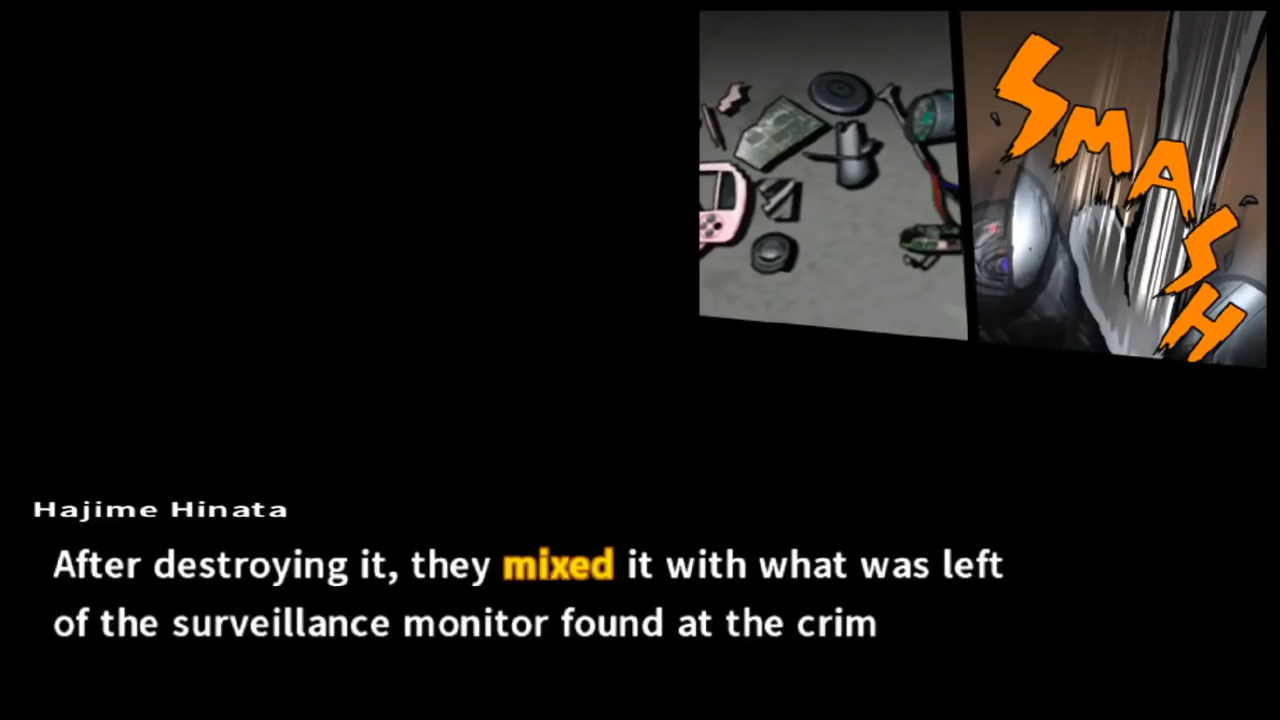 SMASH
Hajime Hinata
After destroying it, they mixed it with what was left
of the surveillance monitor found at the crim